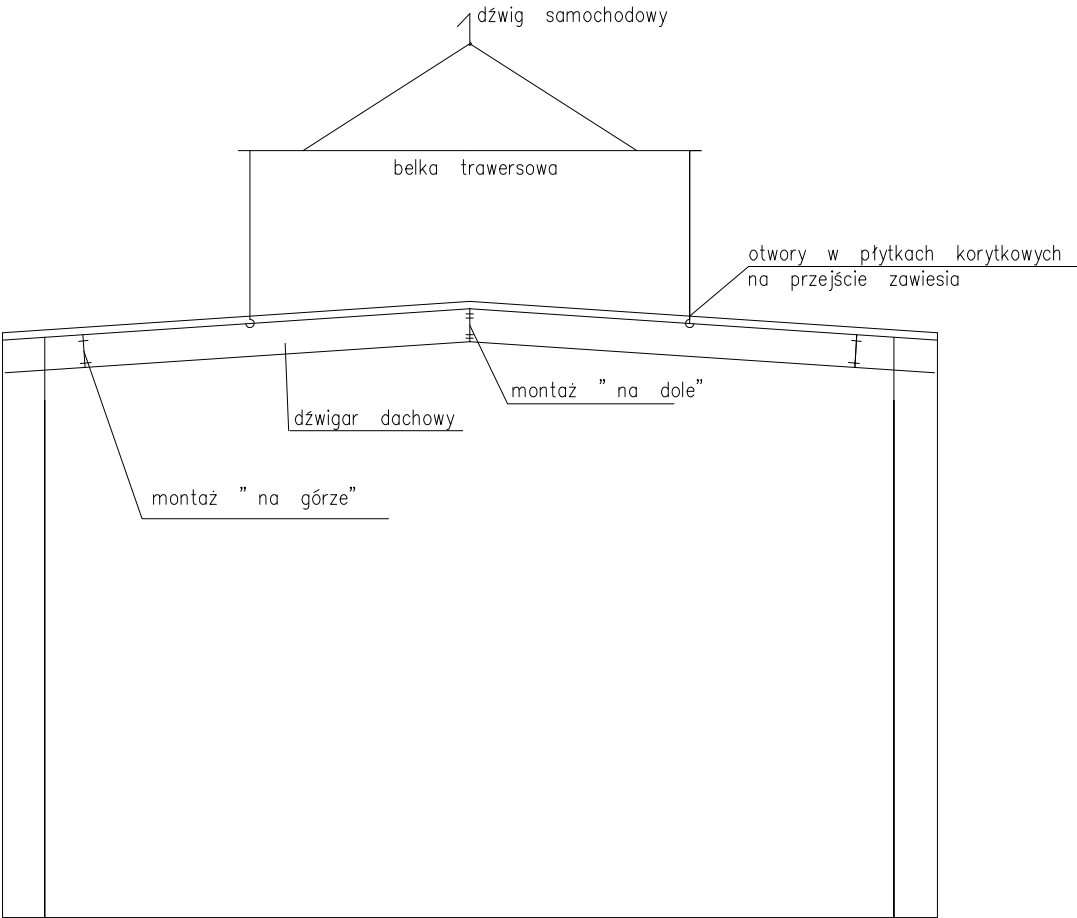 dźwig samochodowy
belka trawersowa
otwory w płytkach korytkowych
na przejście zawiesia
montaż " na dole"
dźwigar dachowy
montaż " na górze"